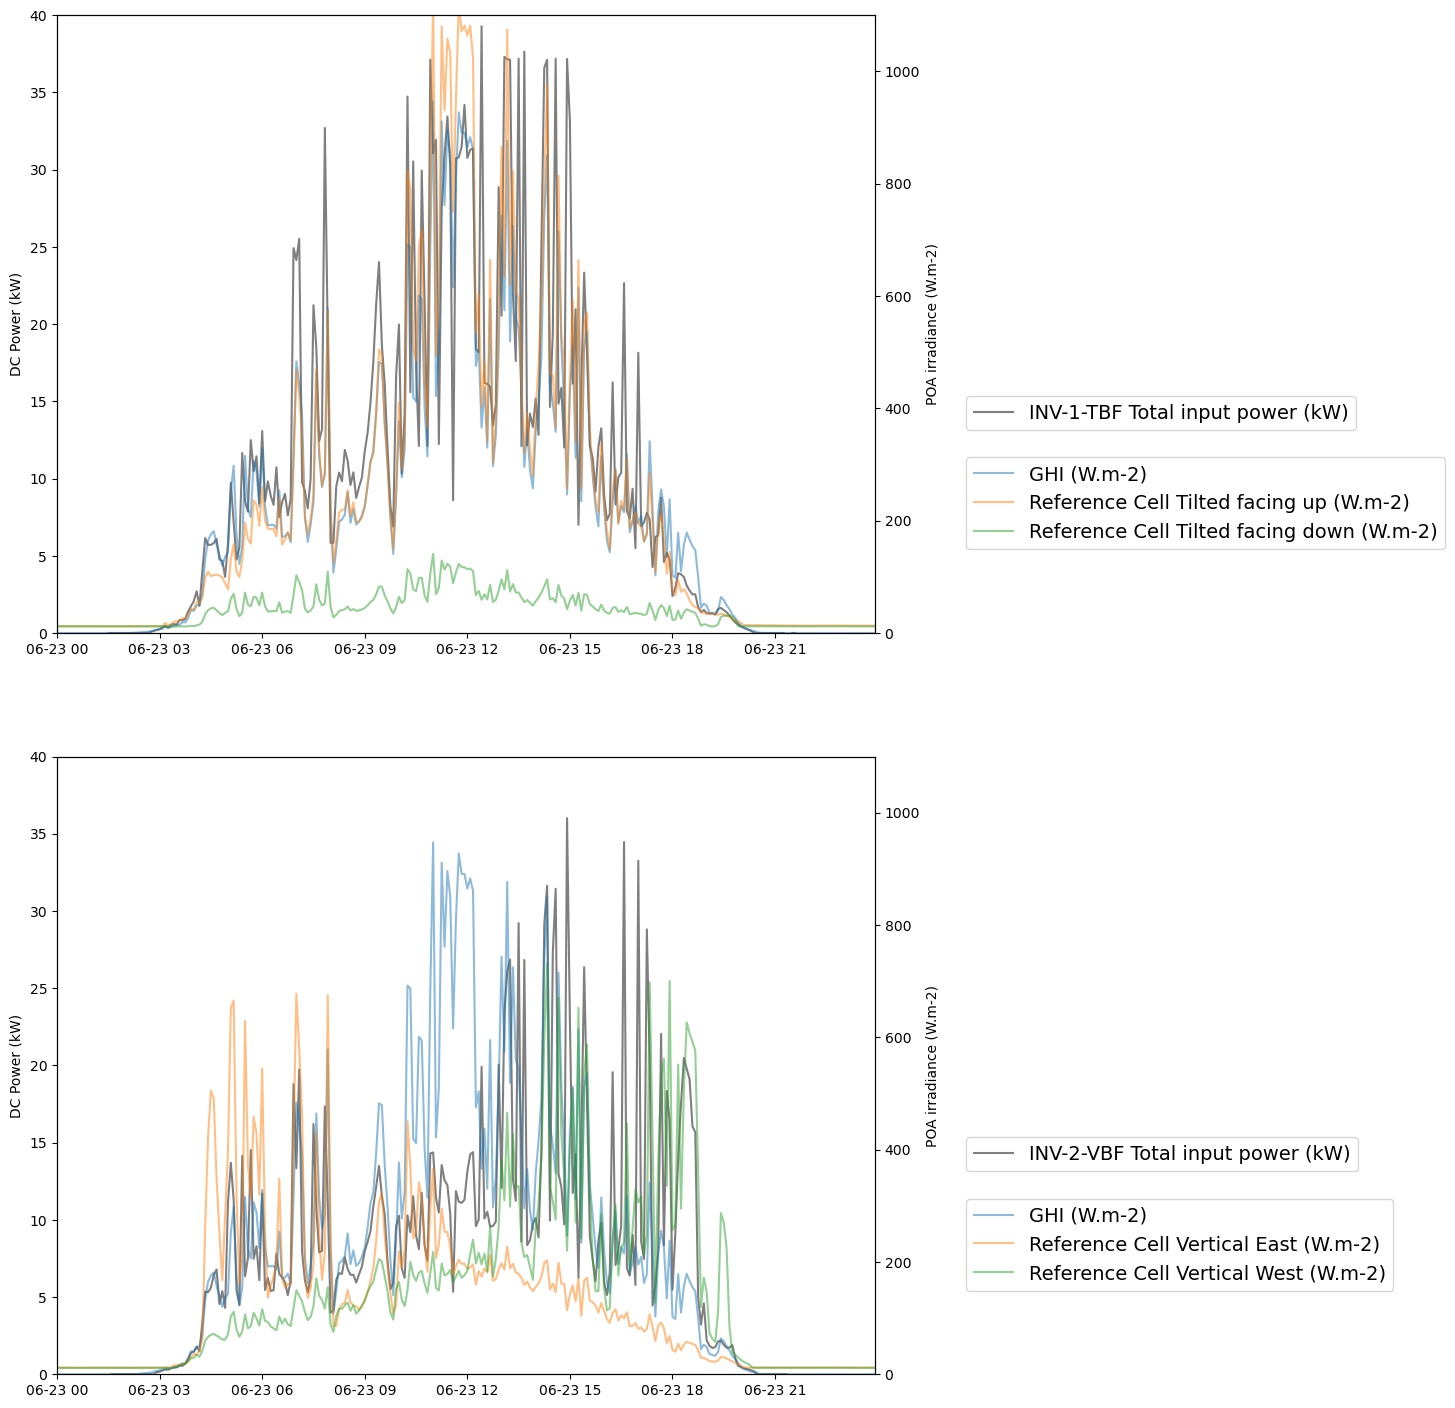 40
35
30
25
20
15
10
5
0
DC Power (kW)
1000
800
600
400
200
0
POA irradiance (W.m-2)
06-23 00 06-23 03 06-23 06 06-23 09 06-23 12 06-23 15 06-23 18 06-23 21
INV-1-TBF Total input power (kW)
GHI (W.m-2)
Reference Cell Tilted facing up (W.m-2)
Reference Cell Tilted facing down (W.m-2)
40
35
30
25
20
15
10
5
0
DC Power (kW)
1000
800
600
400
200
0
POA irradiance (W.m-2)
06-23 00 06-23 03 06-23 06 06-23 09 06-23 12 06-23 15 06-23 18 06-23 21
INV-2-VBF Total input power (kW)
GHI (W.m-2)
Reference Cell Vertical East (W.m-2)
Reference Cell Vertical West (W.m-2)